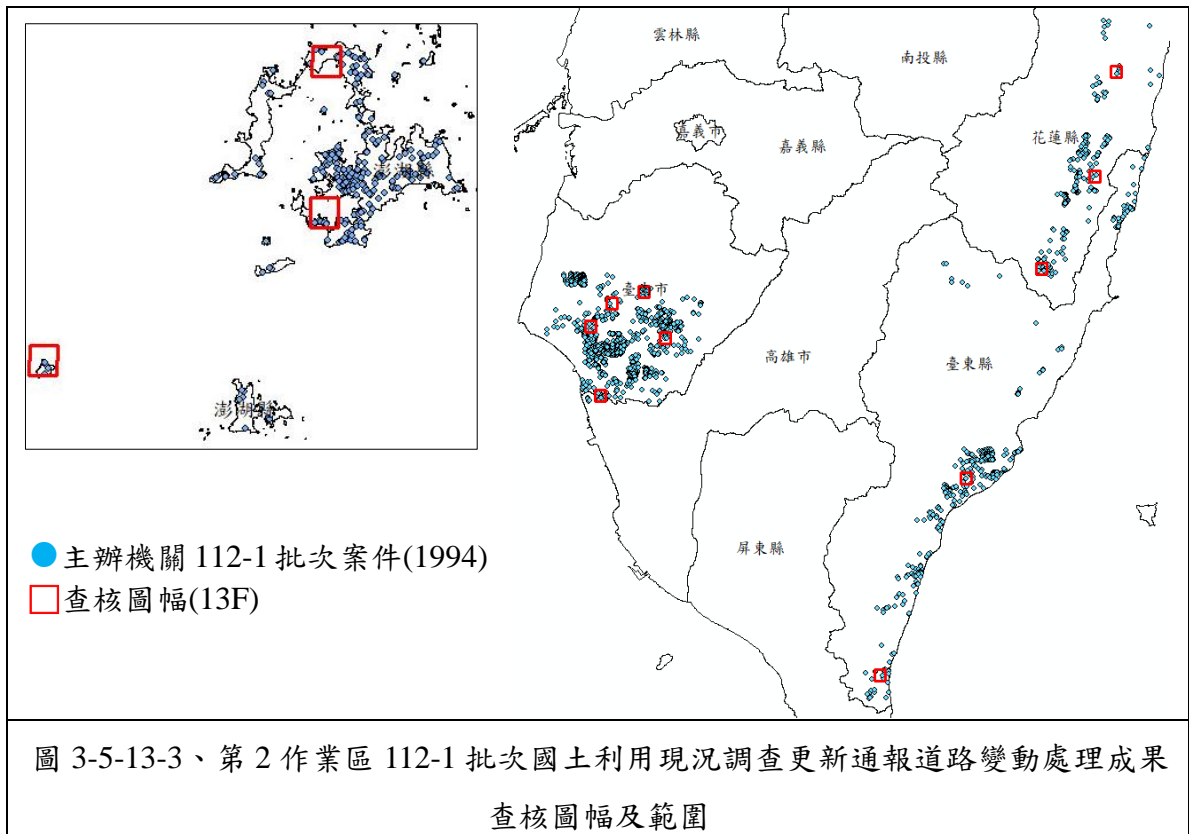 澎湖縣
澎湖縣
雲林縣
南投縣
嘉義市
嘉義縣
花蓮縣
臺南市
高雄市
臺東縣
屏東縣
主辦機關 112-1 批次案件(1994)
查核圖幅(13F)
圖 3-5-13-3、第 2 作業區 112-1 批次國土利用現況調查更新通報道路變動處理成果
查核圖幅及範圍